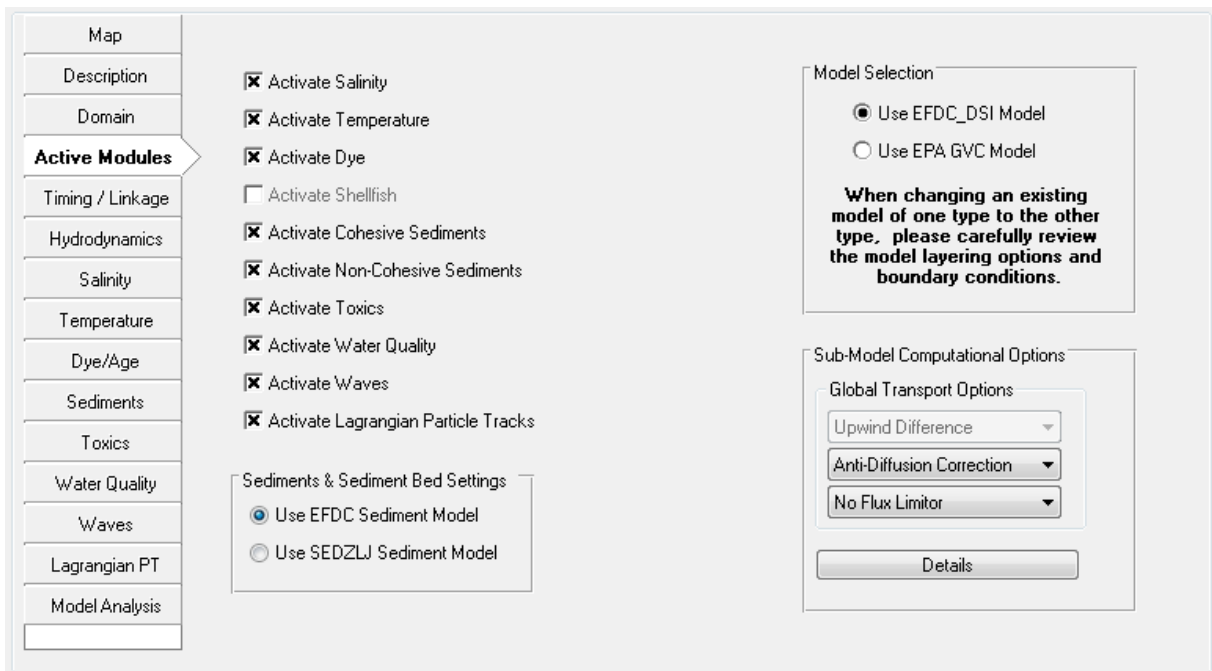 Map
Description
Domain
Active Modules
Timing / Linkage
Hydrodynamics
Salinity
Temperature
Dye/Age
Sediments
Toxics
Water Quality
Waves
Lagrangian PT
Model Analysis
Activate Salinity
Activate Temperature
Activate Dye
Activate Shellfish
Activate Cohesive Sediments
Activate Non-Cohesive Sediments
Activate Toxics
Activate Water Quality
Activate Waves
Activate Lagrangian Particle Tracks
Sediments & Sediment Bed Settings
Use EFDC Sediment Model
Use SEDZLJ Sediment Model
Model Selection
Use EFDC_DSI Model
Use EPA GVC Model
When changing an existing
model of one type to the other
type, please carefully review
the model layering options and
boundary conditions.
Sub-Model Computational Options
Global Transport Options
Upwind Difference
Anti-Diffusion Correction
No Flux Limitor
Details